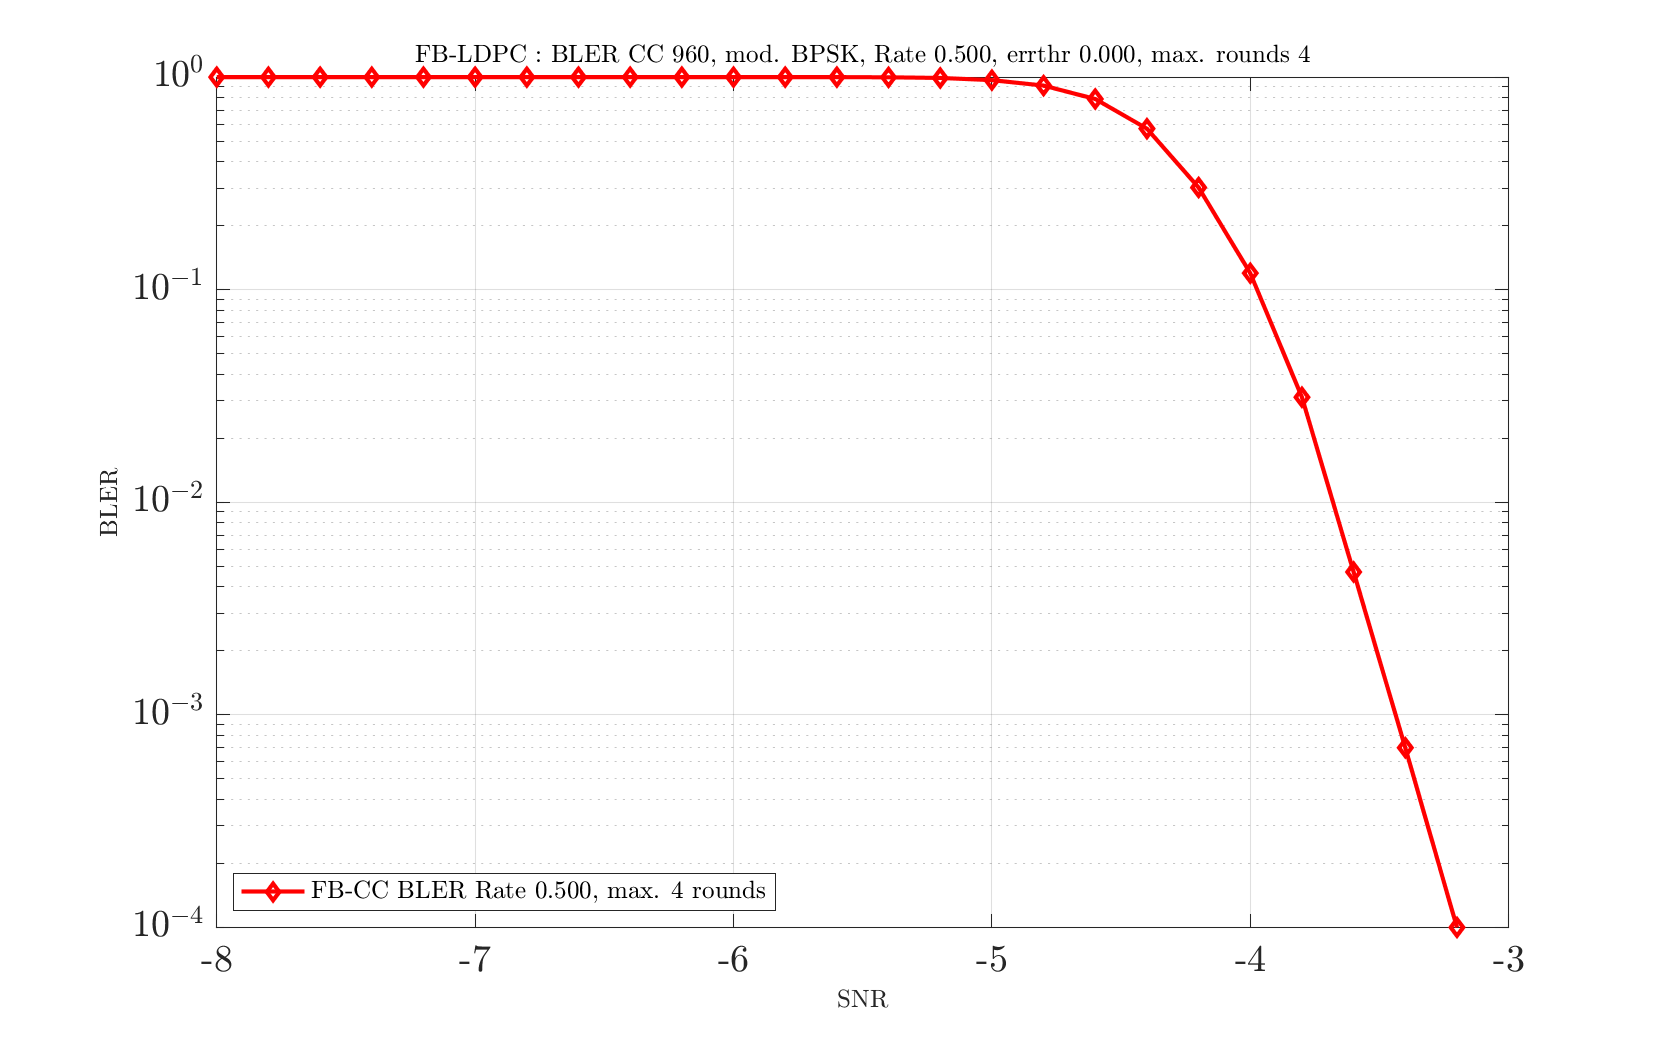 FB-LDPC : BLER CC 960, mod. BPSK, Rate 0.500, errthr 0.000, max. rounds 4
10^0
10^-1
10^-2
10^-3
10^-4
BLER
FB-CC BLER Rate 0.500, max. 4 rounds
-8 -7 -6 -5 -4 -3
SNR